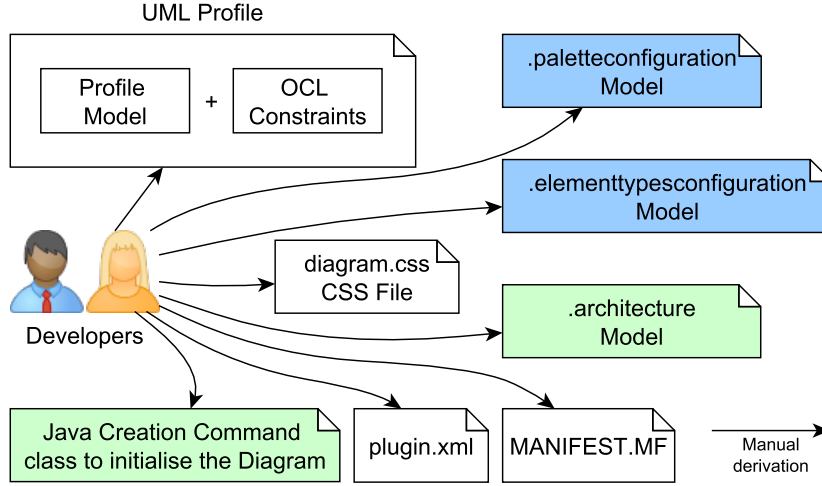 UML Profile
Profile
Model
+
OCL
Constraints
.paletteconfiguration
Model
.elementtypesconfiguration
Model
diagram.css
CSS File
Developers
.architecture
Model
Java Creation Command
class to initialise the Diagram
plugin.xml
MANIFEST.MF
Manual
derivation